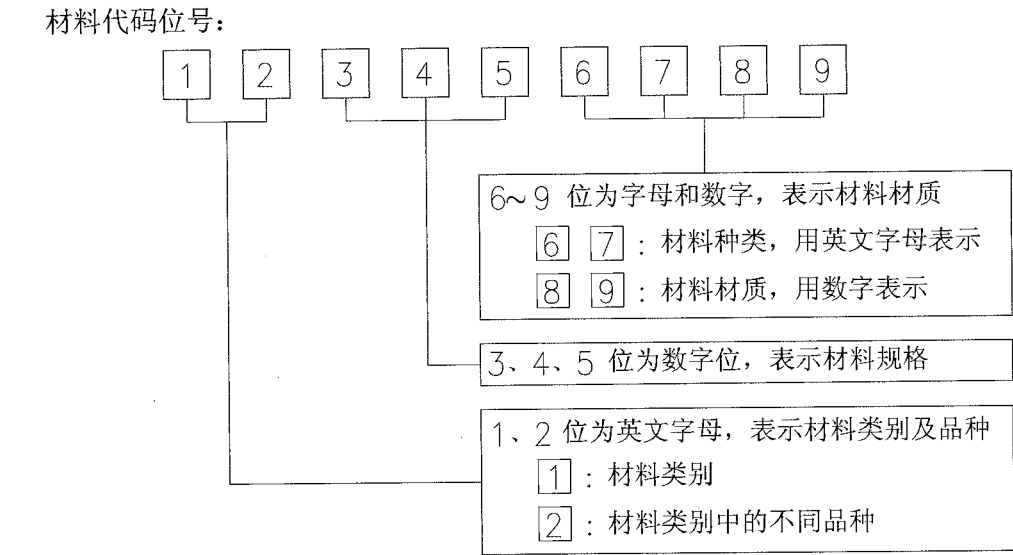 材料代码位号：
1 2 3 4 5 6 7 8 9
6~9 位为字母和数字，表示材料材质
6 7：材料种类，用英文字母表示
8 9：材料材质，用数字表示
3、4、5 位为数字位，表示材料规格
1、2 位为英文字母，表示材料类别及品种
1：材料类别
2：材料类别中的不同品种